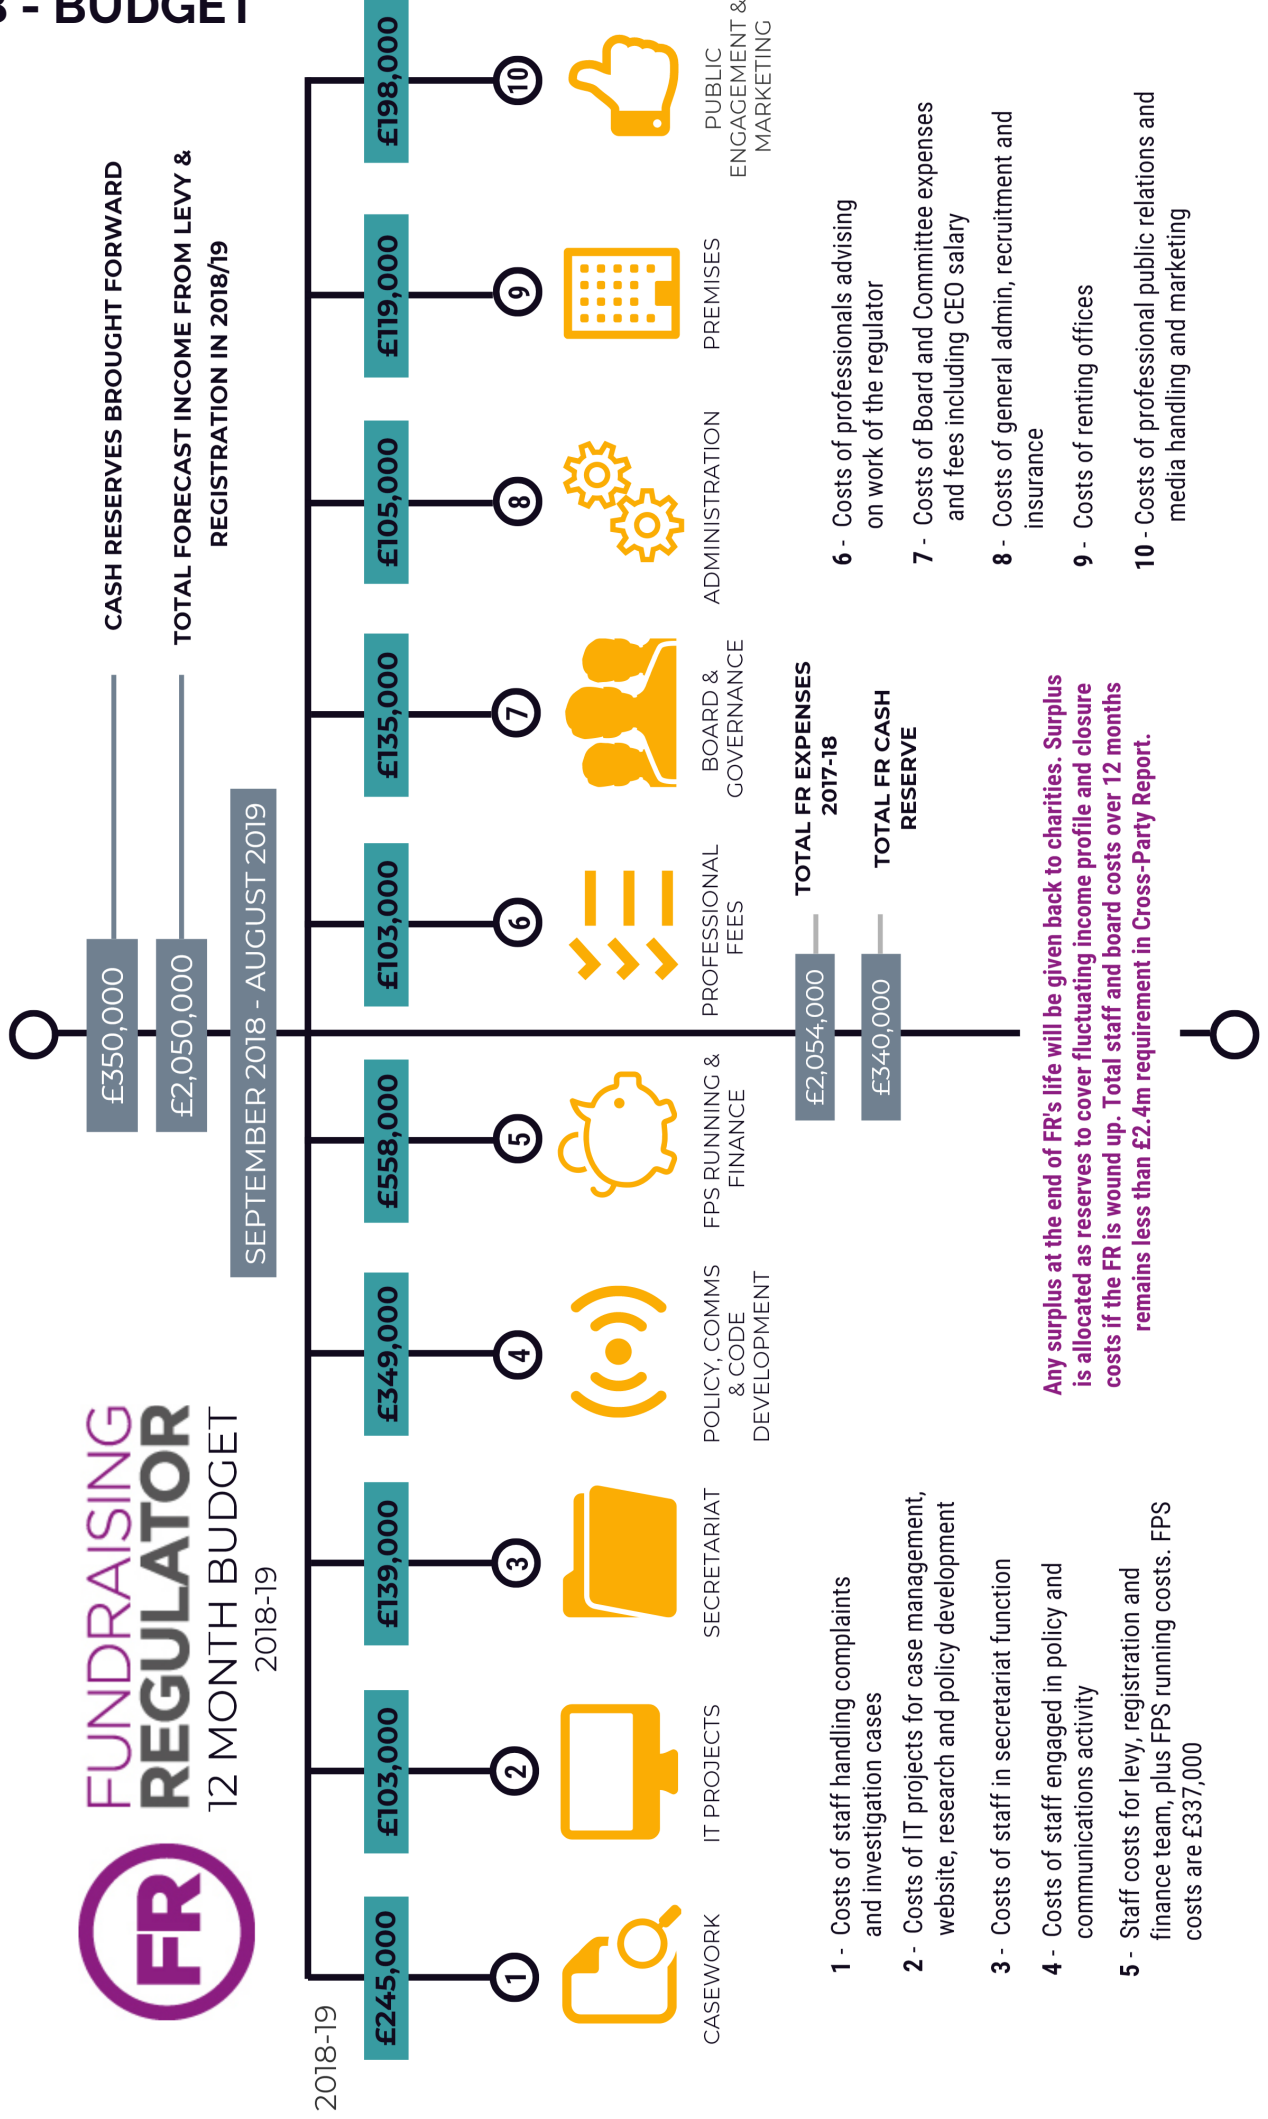 - BUDGET
FR
FUNDRAISING
REGULATOR
12 MONTH BUDGET
2018-19
£350,000
CASH RESERVES BROUGHT FORWARD
£2,050,000
TOTAL FORECAST INCOME FROM LEVY &
REGISTRATION IN 2018/19
SEPTEMBER 2018 - AUGUST 2019
2018-19
£245,000
1
CASEWORK
£103,000
2
IT PROJECTS
£139,000
3
SECRETARIAT
£349,000
4
POLICY, COMMS
& CODE
DEVELOPMENT
£558,000
5
FPS RUNNING &
FINANCE
£103,000
6
PROFESSIONAL
FEES
£135,000
7
BOARD &
GOVERNANCE
£105,000
8
ADMINISTRATION
£119,000
9
PREMISES
£198,000
10
PUBLIC
ENGAGEMENT &
MARKETING
1 - Costs of staff handling complaints
and investigation cases
2 - Costs of IT projects for case management,
website, research and policy development
3 - Costs of staff in secretariat function
4 - Costs of staff engaged in policy and
communications activity
5 - Staff costs for levy, registration and
finance team, plus FPS running costs. FPS
costs are £337,000
£2,054,000
TOTAL FR EXPENSES
2017-18
£340,000
TOTAL FR CASH
RESERVE
Any surplus at the end of FR's life will be given back to charities. Surplus
is allocated as reserves to cover fluctuating income profile and closure
costs if the FR is wound up. Total staff and board costs over 12 months
remains less than £2.4m requirement in Cross-Party Report.
6 - Costs of professionals advising
on work of the regulator
7 - Costs of Board and Committee expenses
and fees including CEO salary
8 - Costs of general admin, recruitment and
insurance
9 - Costs of renting offices
10 - Costs of professional public relations and
media handling and marketing